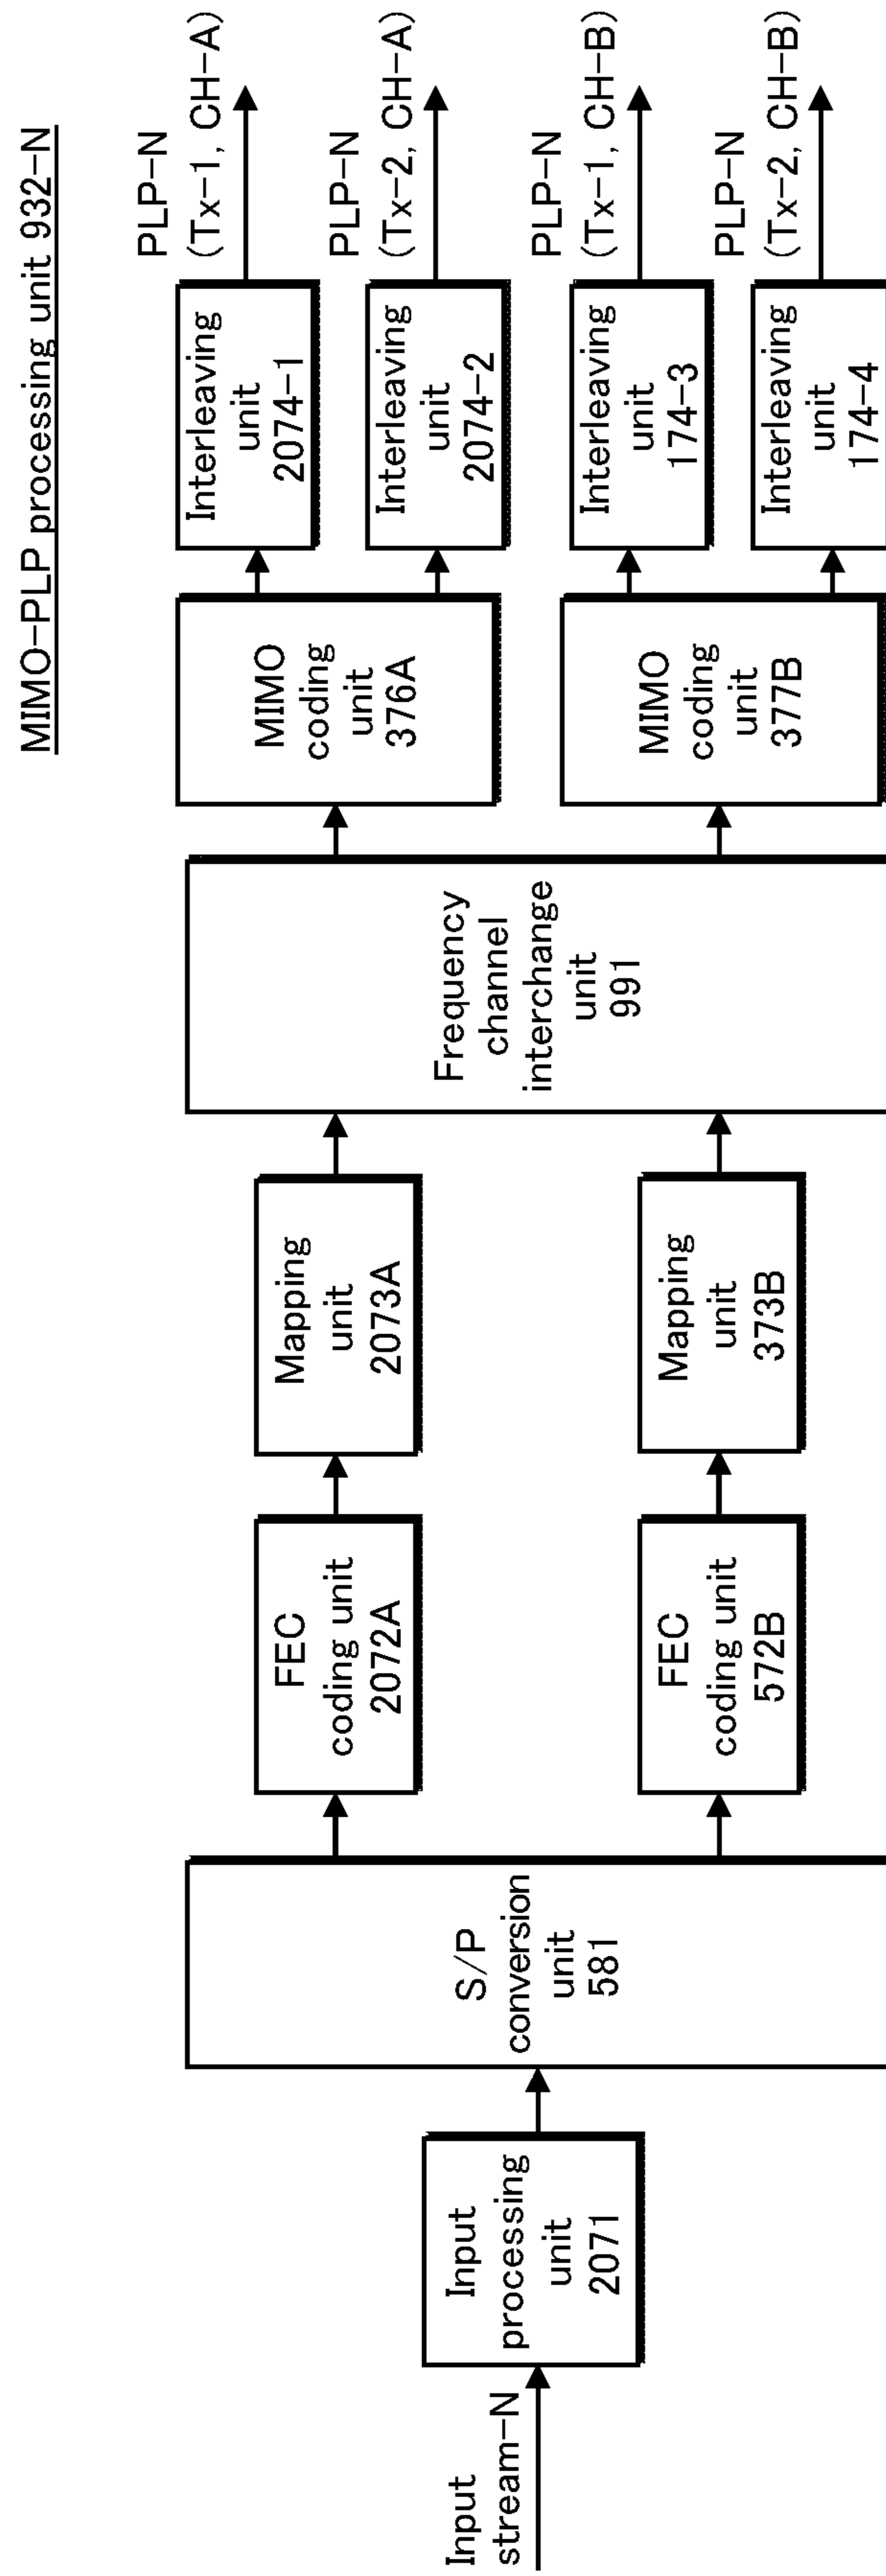 MIMO-PLP processing unit 932-N
Input
stream-N
Input
processing
unit
2071
S/P
conversion
unit
581
FEC
coding unit
2072A
Mapping
unit
2073A
FEC
coding unit
572B
Mapping
unit
373B
Frequency
channel
interchange
unit
991
MIMO
coding
unit
376A
MIMO
coding
unit
377B
Interleaving
unit
2074-1
Interleaving
unit
2074-2
Interleaving
unit
174-3
Interleaving
unit
174-4
PLP-N
(Tx-1, CH-A)
PLP-N
(Tx-2, CH-A)
PLP-N
(Tx-1, CH-B)
PLP-N
(Tx-2, CH-B)